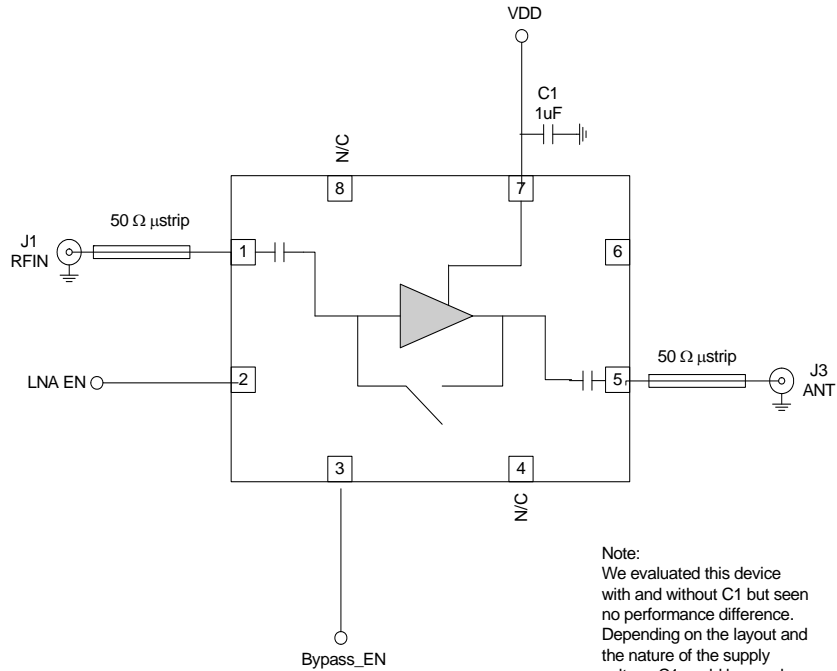 VDD
C1
1uF
N/C
8
7
50 Ω μstrip
J1
RFIN
1
6
50 Ω μstrip
J3
ANT
LNA EN
2
5
3
4
N/C
Bypass_EN
Note:
We evaluated this device
with and without C1 but seen
no performance difference.
Depending on the layout and
the nature of the supply